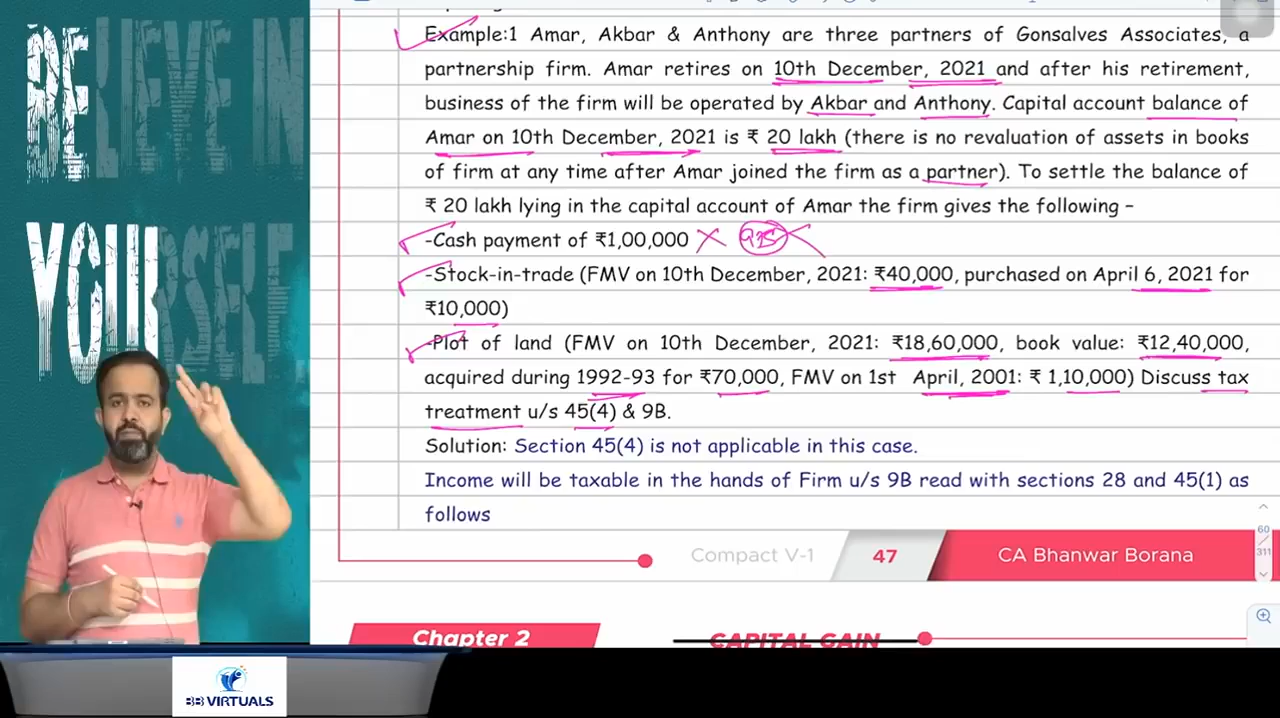 BELIEVE IN
YOURSELF
Example:1 Amar, Akbar & Anthony are three partners of Gonsalves Associates, a
partnership firm. Amar retires on 10th December, 2021 and after his retirement,
business of the firm will be operated by Akbar and Anthony. Capital account balance of
Amar on 10th December, 2021 is ₹ 20 lakh (there is no revaluation of assets in books
of firm at any time after Amar joined the firm as a partner). To settle the balance of
₹ 20 lakh lying in the capital account of Amar the firm gives the following –
-Cash payment of ₹1,00,000
-Stock-in-trade (FMV on 10th December, 2021: ₹40,000, purchased on April 6, 2021 for
₹10,000)
-Plot of land (FMV on 10th December, 2021: ₹18,60,000, book value: ₹12,40,000,
acquired during 1992-93 for ₹70,000, FMV on 1st April, 2001: ₹ 1,10,000) Discuss tax
treatment u/s 45(4) & 9B.
Solution: Section 45(4) is not applicable in this case.
Income will be taxable in the hands of Firm u/s 9B read with sections 28 and 45(1) as
follows
Compact V-1 47 CA Bhanwar Borana
60
311
Chapter 2 CAPITAL GAIN
BB VIRTUALS